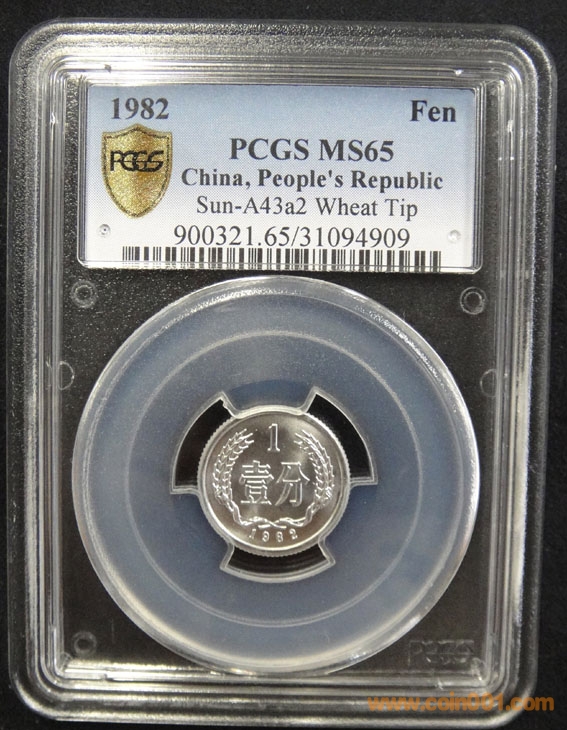 1982 Fen
PCGS
PCGS MS65
China, People's Republic
Sun-A43a2 Wheat Tip
900321.65/31094909
1
壹分
1982
PCGS
www.coin001.com